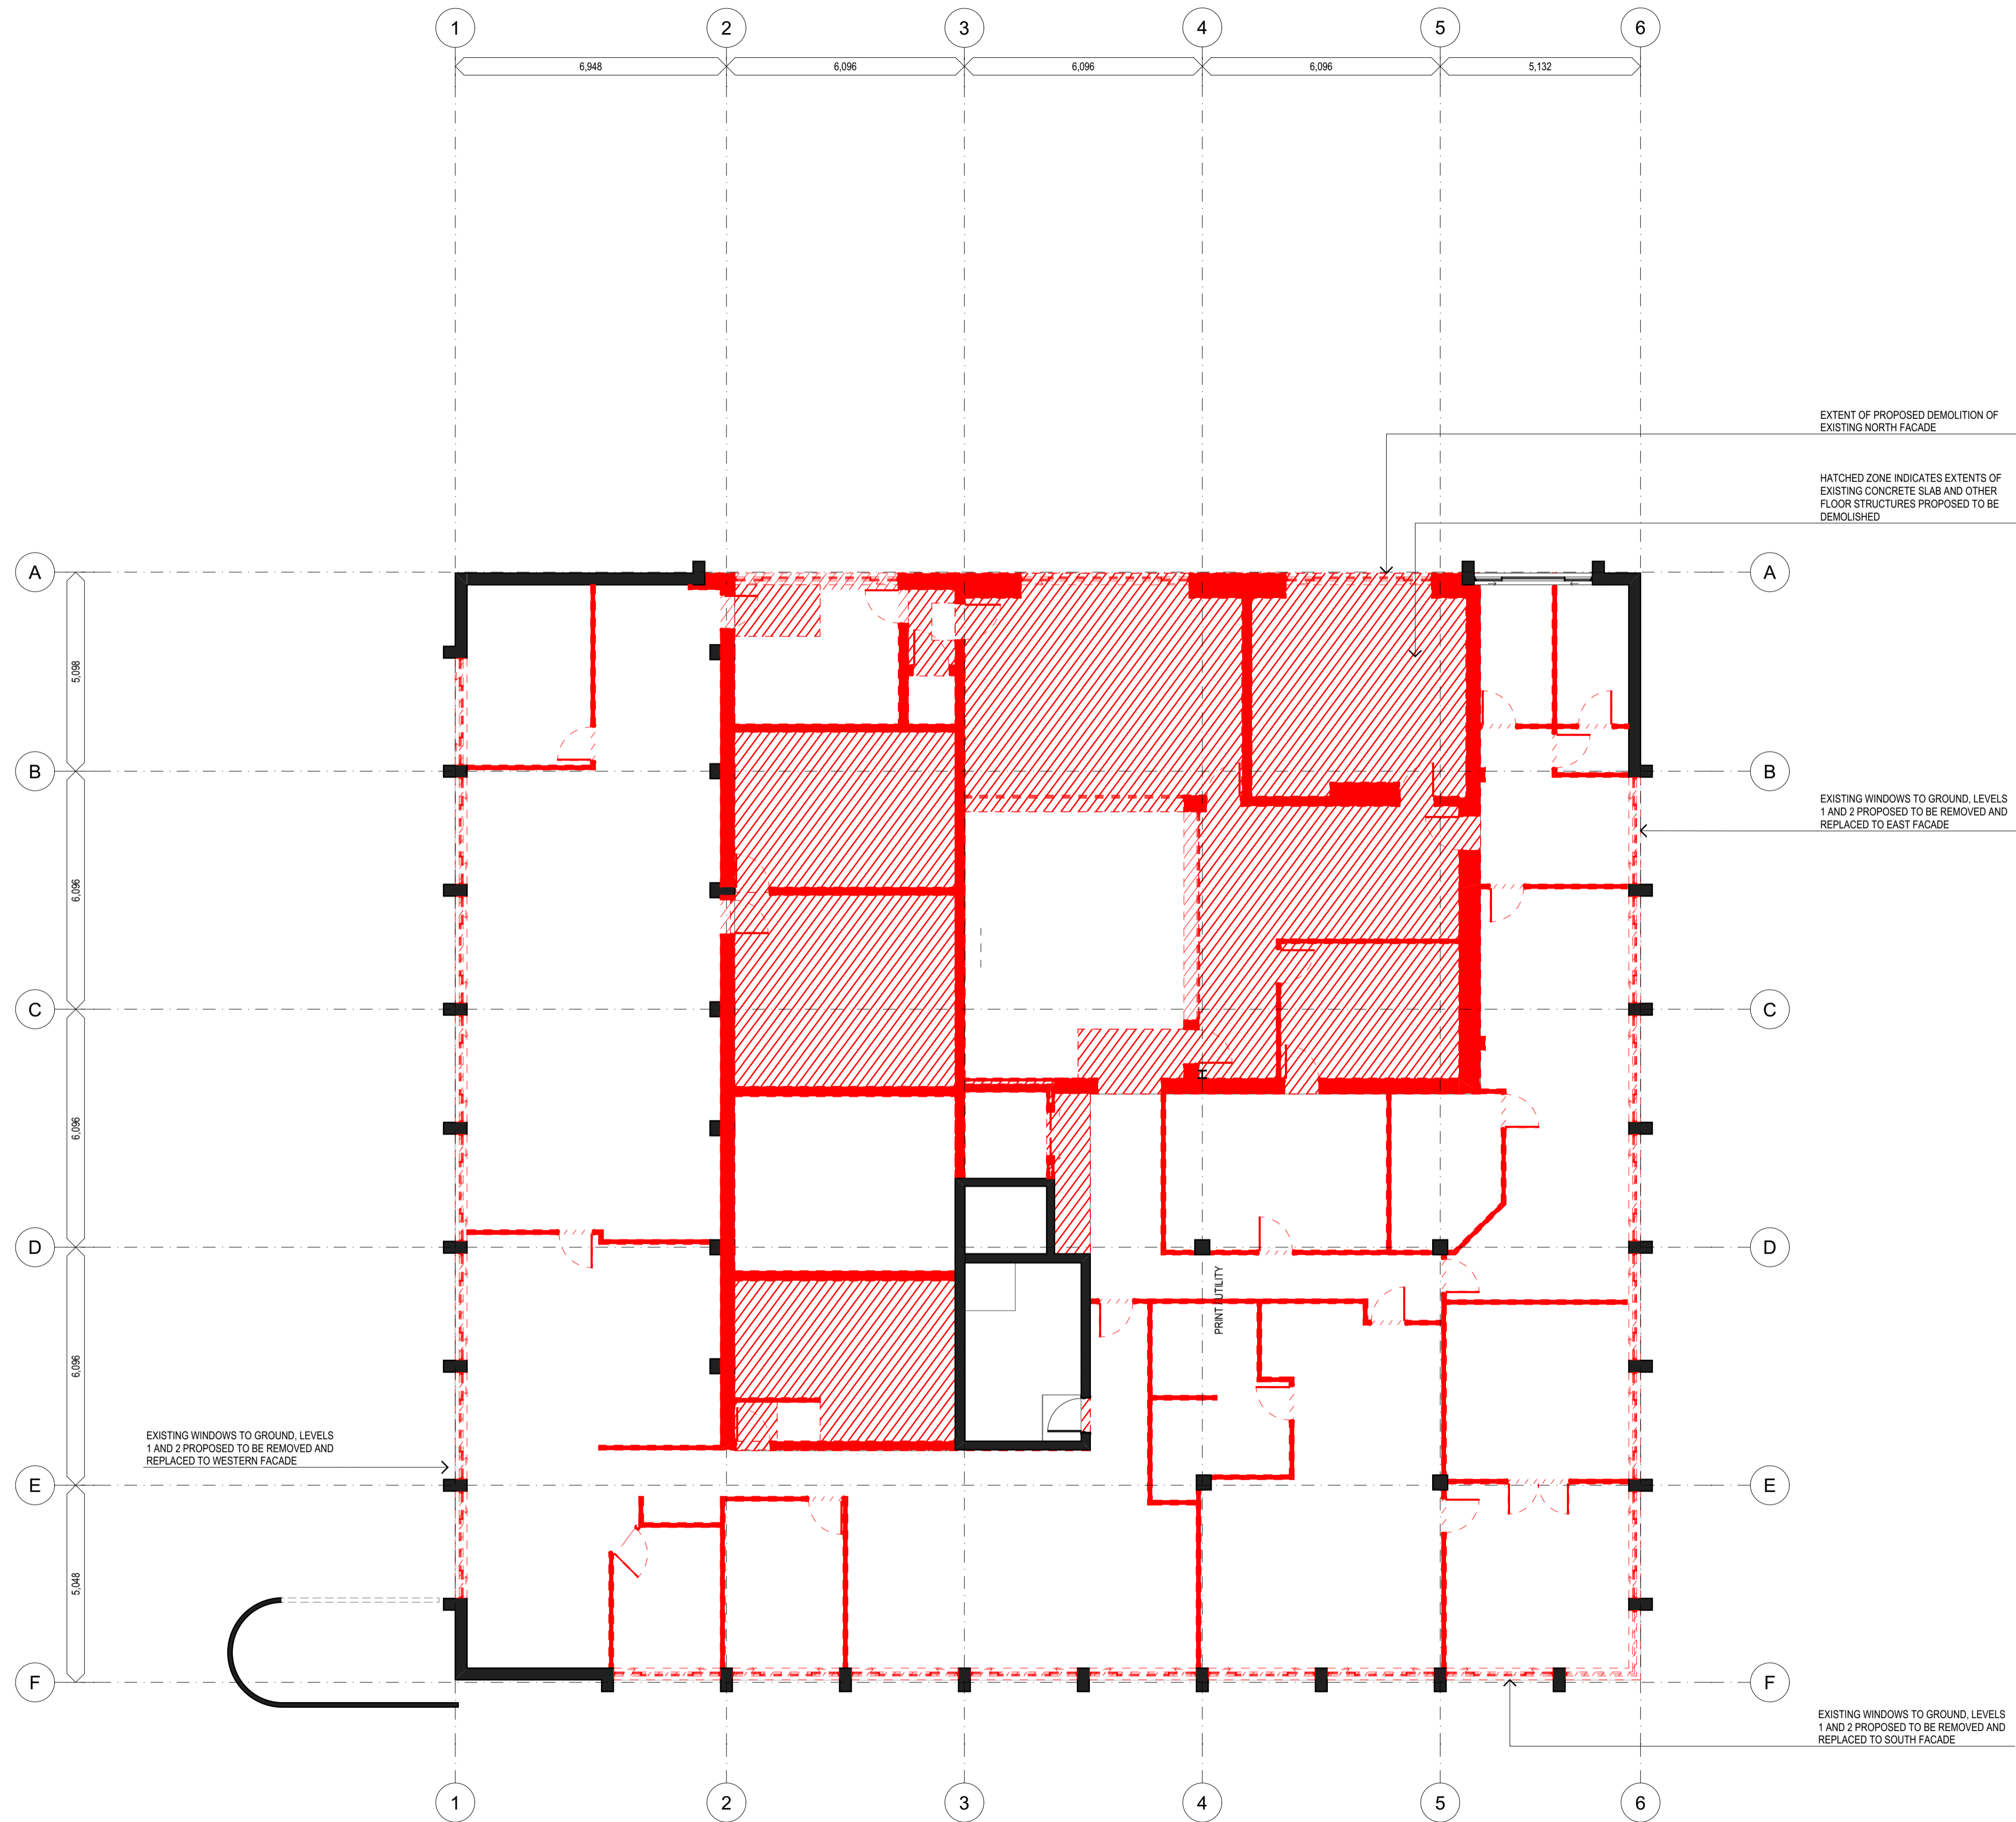 1
2
3
4
5
6
6,948
6,096
6,096
6,096
5,132
EXTENT OF PROPOSED DEMOLITION OF
EXISTING NORTH FACADE
HATCHED ZONE INDICATES EXTENTS OF
EXISTING CONCRETE SLAB AND OTHER
FLOOR STRUCTURES PROPOSED TO BE
DEMOLISHED
A
A
5,098
B
B
EXISTING WINDOWS TO GROUND, LEVELS
1 AND 2 PROPOSED TO BE REMOVED AND
REPLACED TO EAST FACADE
6,096
C
C
6,096
D
D
PRINT / UTILITY
6,096
EXISTING WINDOWS TO GROUND, LEVELS
1 AND 2 PROPOSED TO BE REMOVED AND
REPLACED TO WESTERN FACADE
E
E
5,048
F
F
EXISTING WINDOWS TO GROUND, LEVELS
1 AND 2 PROPOSED TO BE REMOVED AND
REPLACED TO SOUTH FACADE
1
2
3
4
5
6